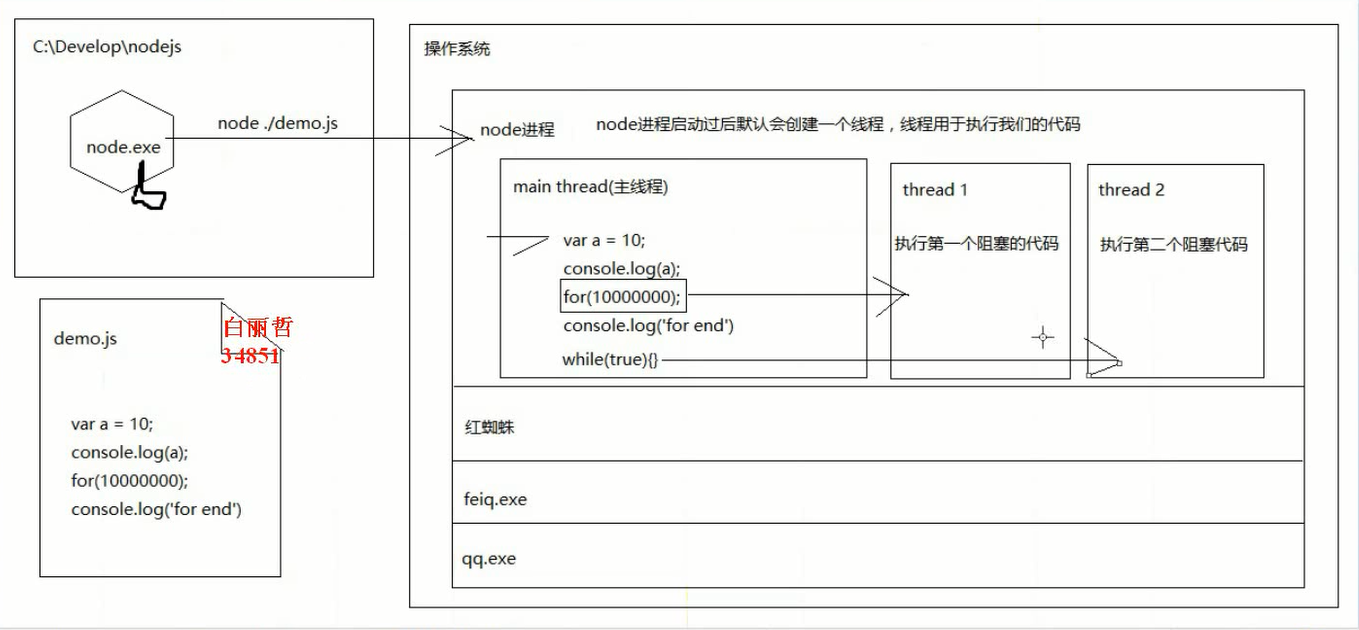 C:\Develop\nodejs
node.exe
node ./demo.js
demo.js
白丽哲
34851
var a = 10;
console.log(a);
for(10000000);
console.log('for end')
操作系统
node进程
node进程启动过后默认会创建一个线程，线程用于执行我们的代码
main thread(主线程)
var a = 10;
console.log(a);
for(10000000);
console.log('for end')
while(true){}
thread 1
执行第一个阻塞的代码
thread 2
执行第二个阻塞代码
红蜘蛛
feiq.exe
qq.exe